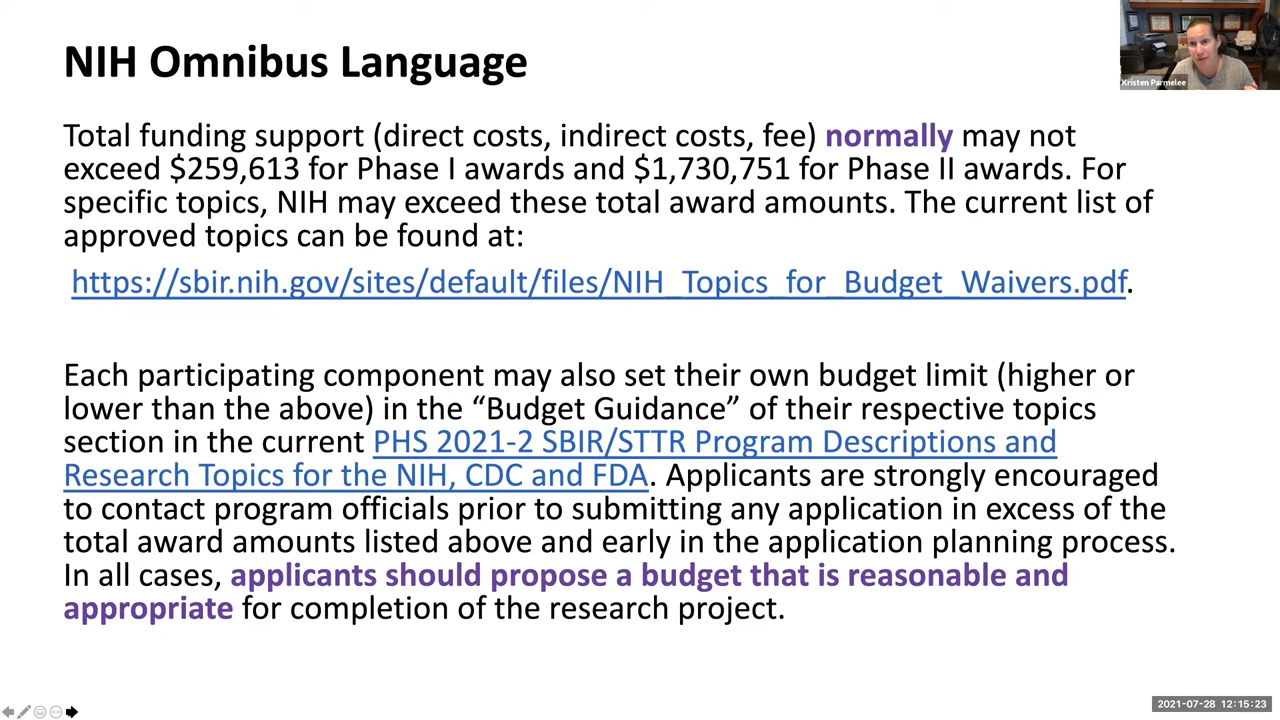 NIH Omnibus Language
Kristen Parmelee
Total funding support (direct costs, indirect costs, fee) normally may not
exceed $259,613 for Phase I awards and $1,730,751 for Phase II awards. For
specific topics, NIH may exceed these total award amounts. The current list of
approved topics can be found at:
https://sbir.nih.gov/sites/default/files/NIH_Topics_for_Budget_Waivers.pdf.
Each participating component may also set their own budget limit (higher or
lower than the above) in the “Budget Guidance” of their respective topics
section in the current PHS 2021-2 SBIR/STTR Program Descriptions and
Research Topics for the NIH, CDC and FDA. Applicants are strongly encouraged
to contact program officials prior to submitting any application in excess of the
total award amounts listed above and early in the application planning process.
In all cases, applicants should propose a budget that is reasonable and
appropriate for completion of the research project.
2021-07-28 12:15:23